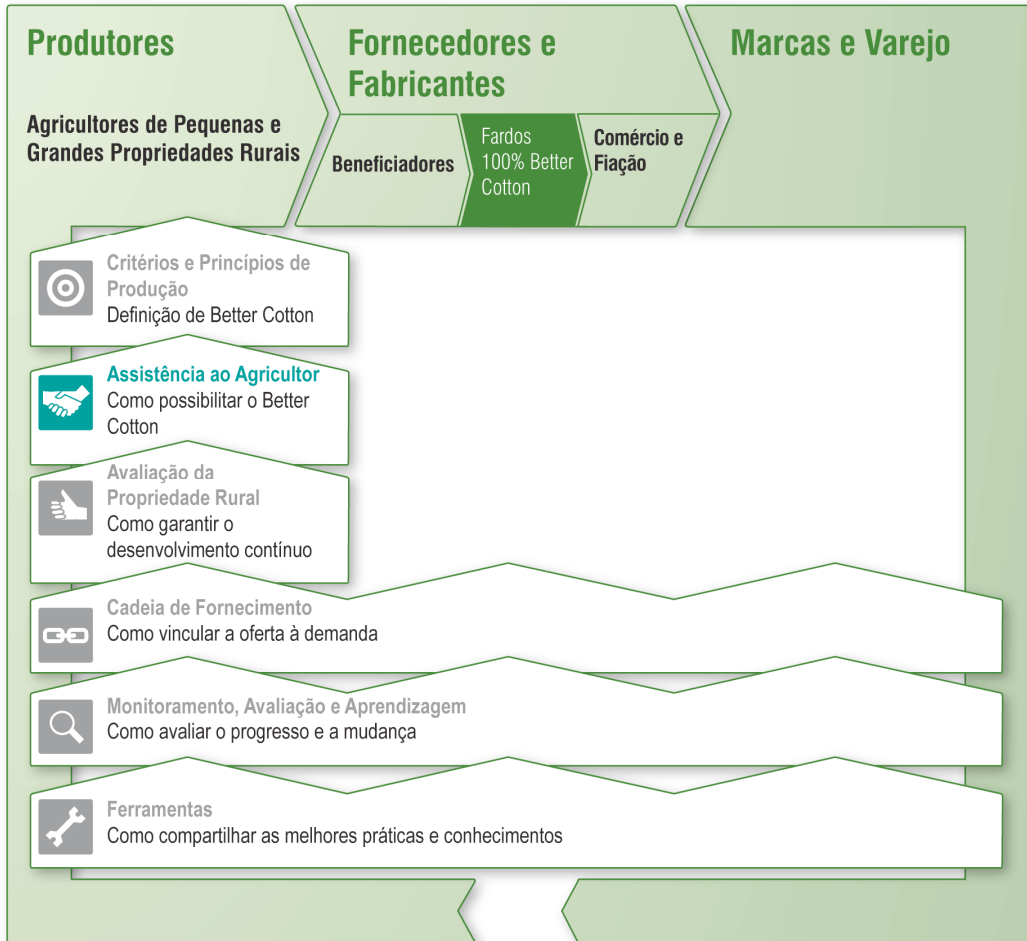 Produtores
Agricultores de Pequenas e
Grandes Propriedades Rurais
Fornecedores e
Fabricantes
Beneficiadores
Fardos
100% Better
Cotton
Comércio e
Fiação
Marcas e Varejo
Critérios e Princípios de
Produção
Definição de Better Cotton
Assistência ao Agricultor
Como possibilitar o Better
Cotton
Avaliação da
Propriedade Rural
Como garantir o
desenvolvimento contínuo
Cadeia de Fornecimento
Como vincular a oferta à demanda
Monitoramento, Avaliação e Aprendizagem
Como avaliar o progresso e a mudança
Ferramentas
Como compartilhar as melhores práticas e conhecimentos